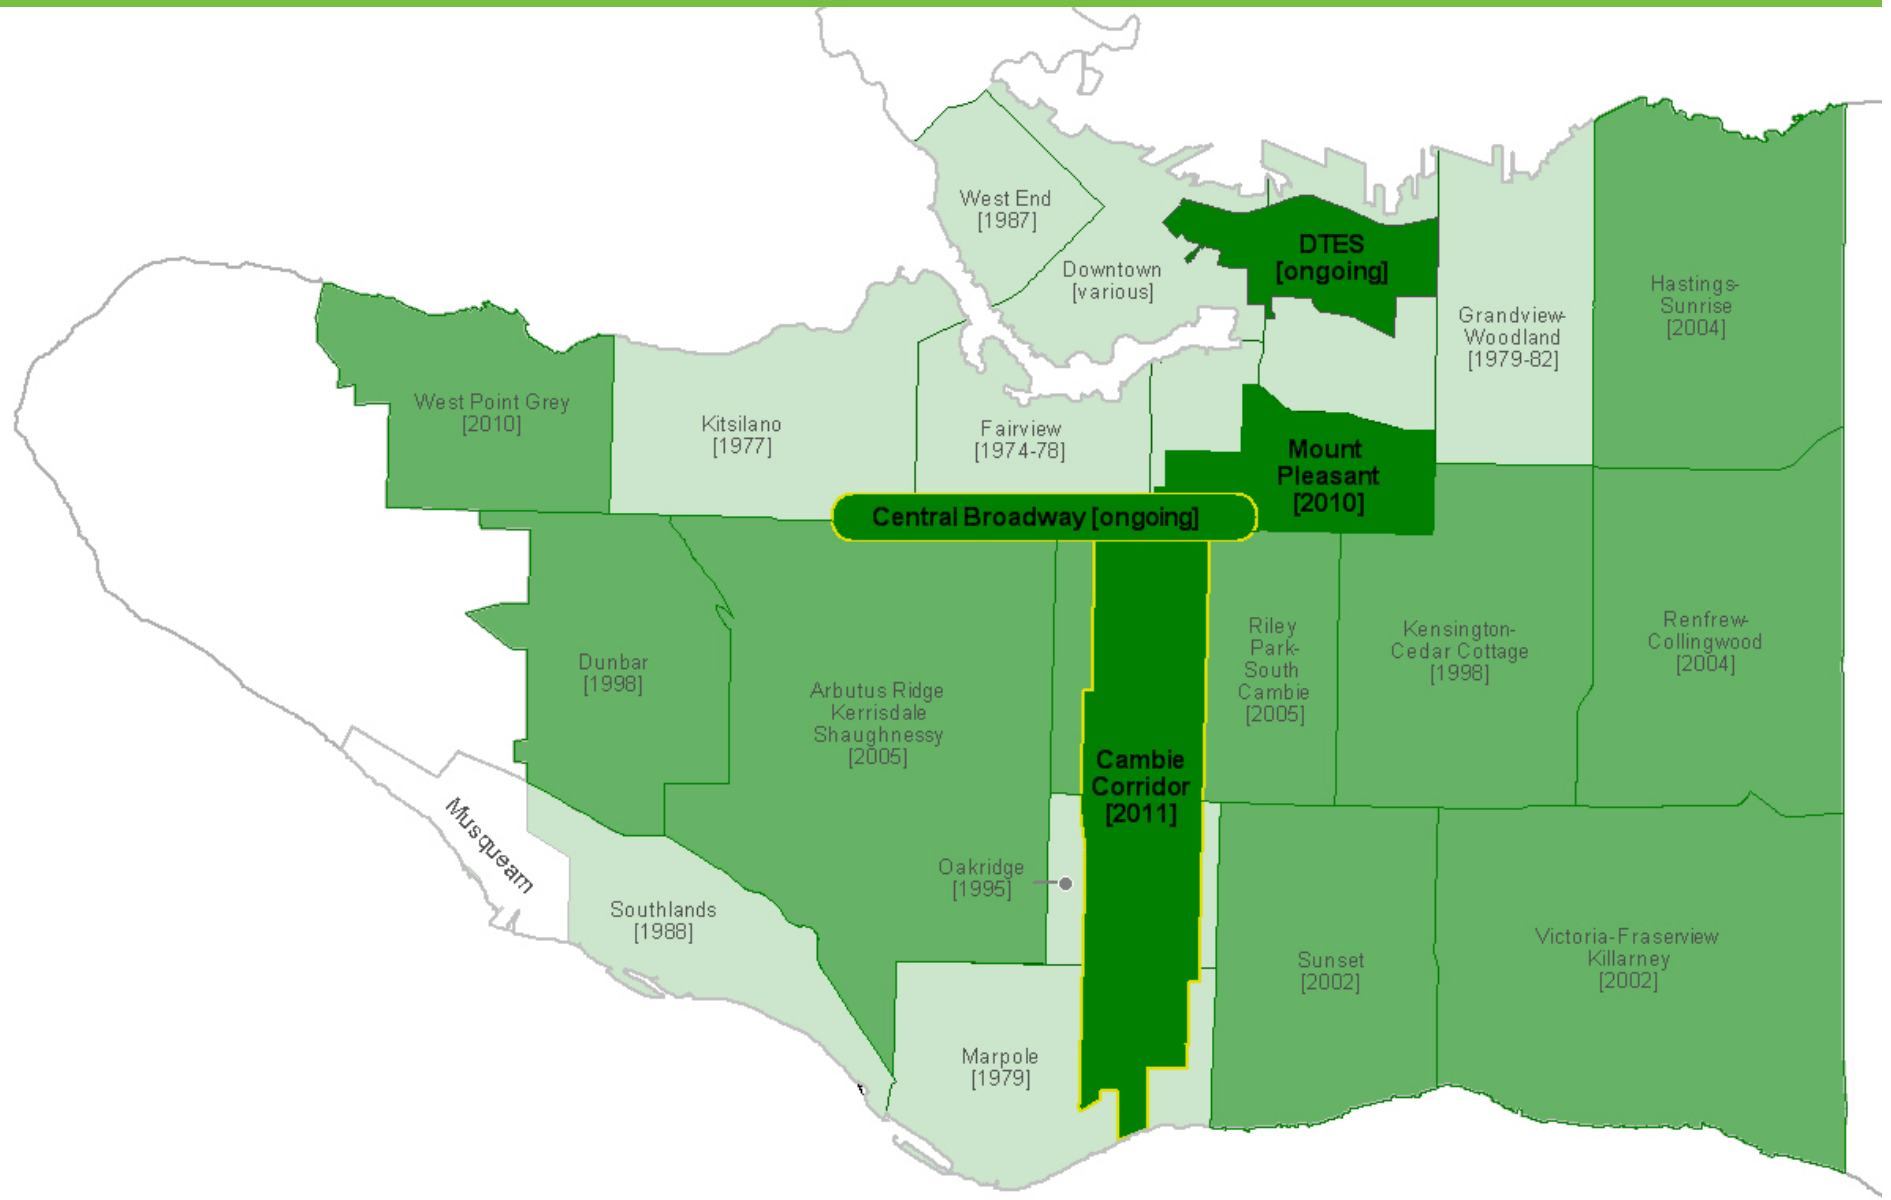 West End
[1987]
Downtown
[various]
DTES
[ongoing]
Grandview-
Woodland
[1979-82]
Hastings-
Sunrise
[2004]
West Point Grey
[2010]
Kitsilano
[1977]
Fairview
[1974-78]
Mount
Pleasant
[2010]
Central Broadway [ongoing]
Dunbar
[1998]
Arbutus Ridge
Kerrisdale
Shaughnessy
[2005]
Riley
Park-
South
Cambie
[2005]
Kensington-
Cedar Cottage
[1998]
Renfrew-
Collingwood
[2004]
Cambie
Corridor
[2011]
Musqueam
Oakridge
[1995]
Southlands
[1988]
Sunset
[2002]
Victoria-Fraserview
Killarney
[2002]
Marpole
[1979]